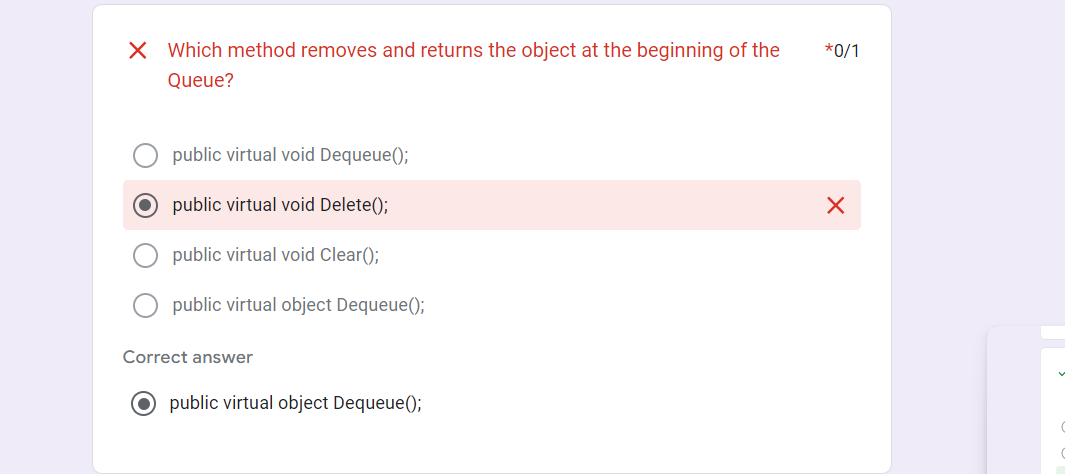 Which method removes and returns the object at the beginning of the *0/1
Queue?
public virtual void Dequeue();
public virtual void Delete();
public virtual void Clear();
public virtual object Dequeue();
Correct answer
public virtual object Dequeue();